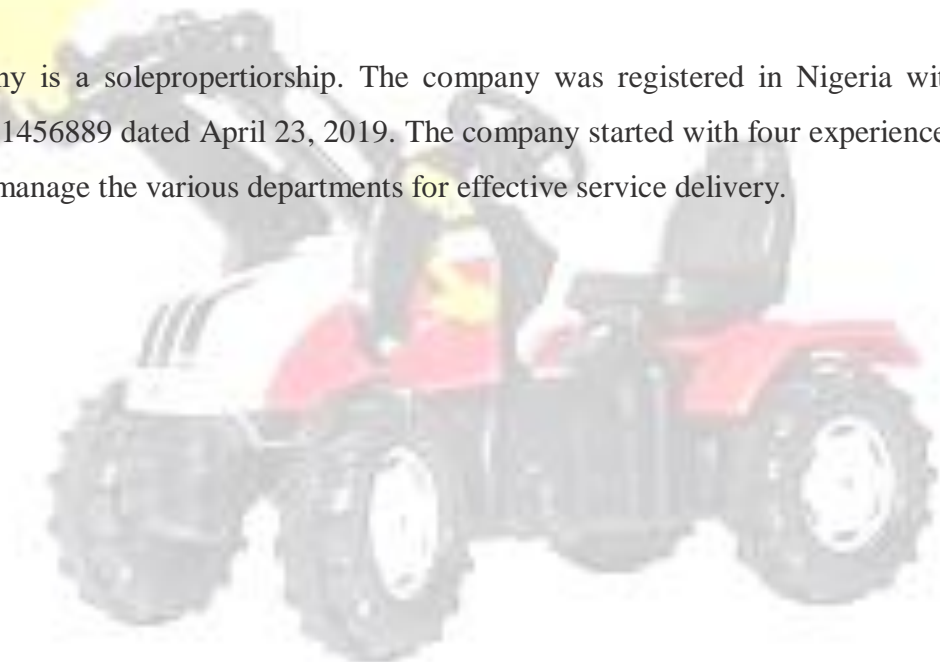 ny is a solepropertiorship. The company was registered in Nigeria wit
1456889 dated April 23, 2019. The company started with four experience
manage the various departments for effective service delivery.